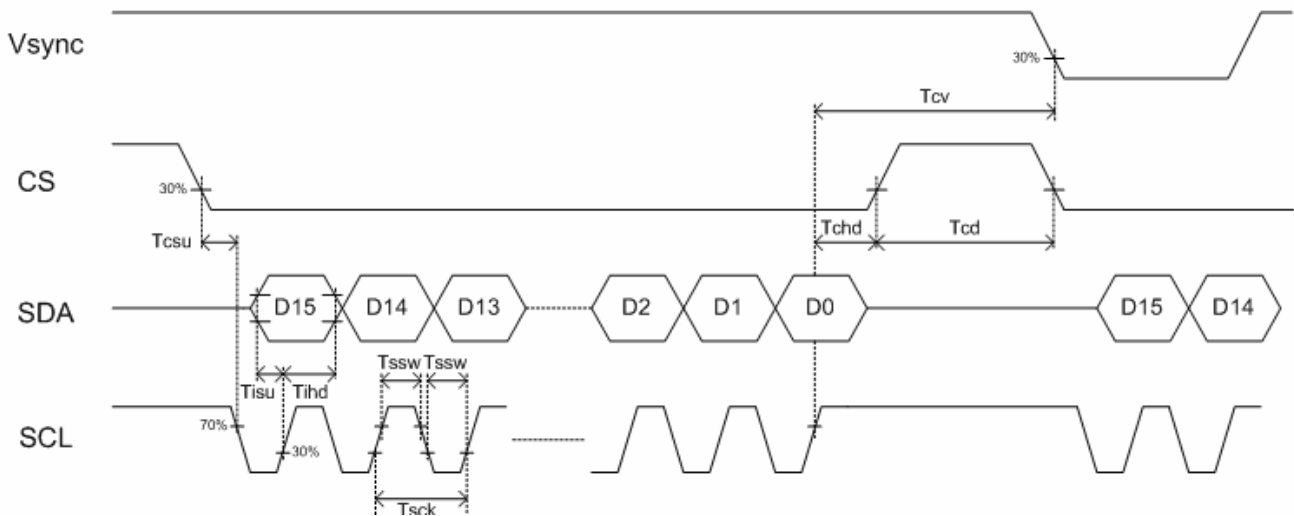 Vsync
30%
Tcv
CS
30%
Tcsu
Tchd
Tcd
SDA
D15
D14
D13
D2
D1
D0
D15
D14
Tisu
Tihd
Tssw
Tssw
SCL
70%
30%
Tsck